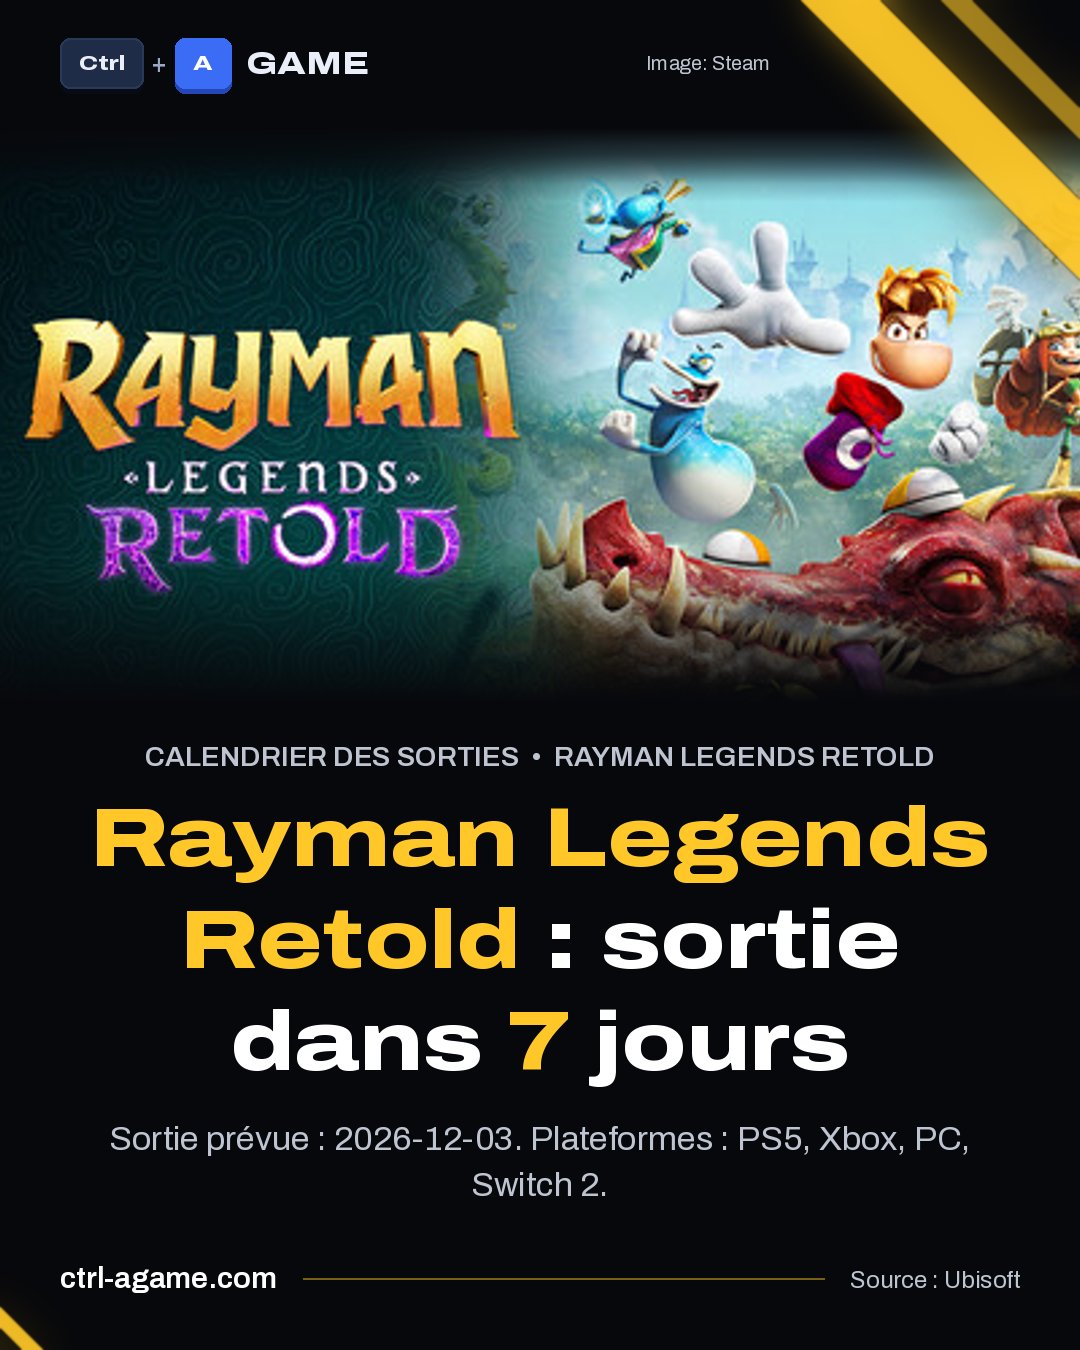 Ctrl + A GAME
Image: Steam
RAYMAN
LEGENDS
RETOLD
CALENDRIER DES SORTIES • RAYMAN LEGENDS RETOLD
Rayman Legends
Retold : sortie
dans 7 jours
Sortie prévue : 2026-12-03. Plateformes : PS5, Xbox, PC,
Switch 2.
ctrl-agame.com
Source : Ubisoft